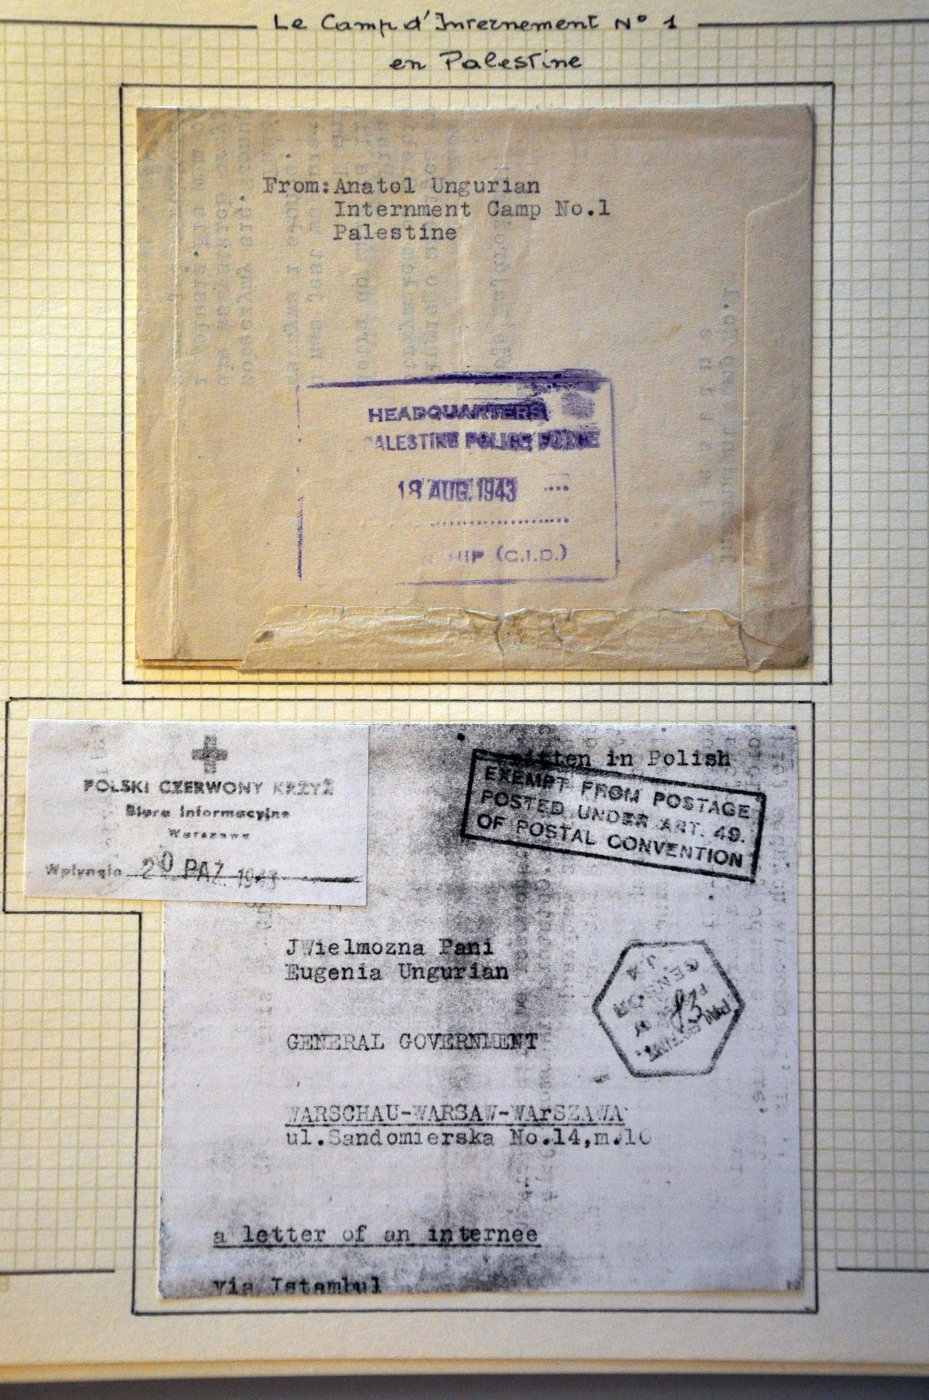 Le Camp d'Internement N° 1
en Palestine
From: Anatol Ungurian
Internment Camp No.1
Palestine
HEADQUARTERS
PALESTINE POLICE FORCE
18 AUG. 1943
(C.I.D.)
POLSKI CZERWONY KRZYŻ
Biuro Informacyjne
Warszawa
Wpłynęło 20 PAŹ. 1943
written in Polish
EXEMPT FROM POSTAGE
POSTED UNDER ART. 49.
OF POSTAL CONVENTION
JWielmozna Pani
Eugenia Ungurian
GENERAL GOVERNMENT
WARSCHAU-WARSAW-WArSZAWA
ul.Sandomierska No.14,m.10
a letter of an internee
via Istambul